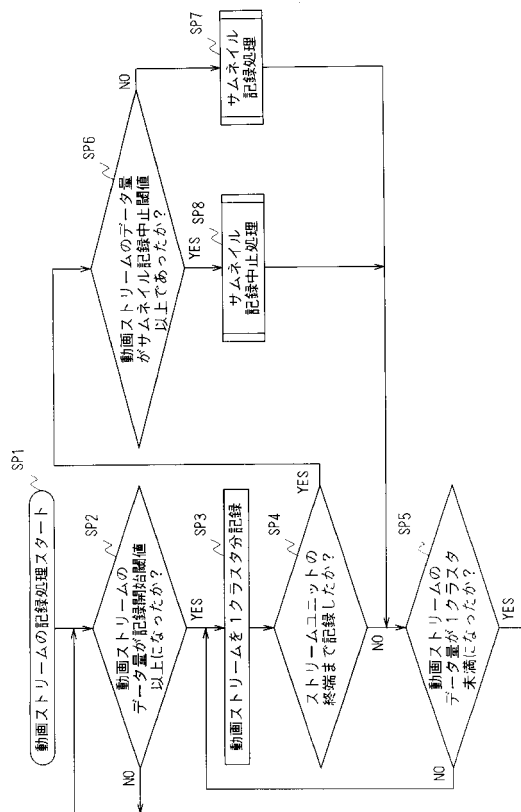 SP1
動画ストリームの記録処理スタート
SP2
動画ストリームの
データ量が記録開始閾値
以上になったか?
NO
YES
SP3
動画ストリームを1クラスタ分記録
SP4
ストリームユニットの
終端まで記録したか?
YES
NO
SP5
動画ストリームの
データ量が1クラスタ
未満になったか?
NO
YES
SP6
動画ストリームのデータ量
がサムネイル記録中止閾値
以上であったか?
NO
YES
SP7
サムネイル
記録処理
SP8
サムネイル
記録中止処理